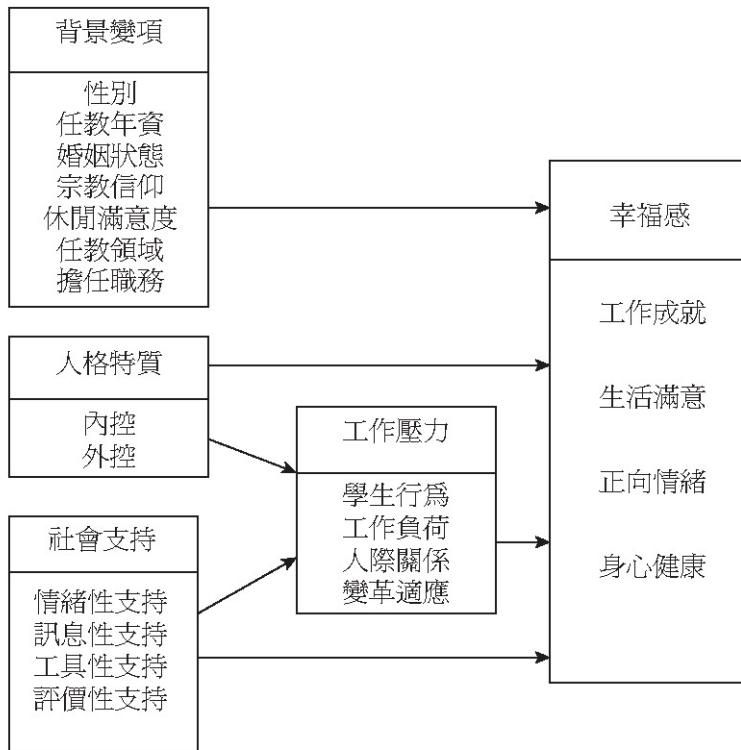 背景變項
性別
任教年資
婚姻狀態
宗教信仰
休閒滿意度
任教領域
擔任職務
人格特質
內控
外控
社會支持
情緒性支持
訊息性支持
工具性支持
評價性支持
工作壓力
學生行為
工作負荷
人際關係
變革適應
幸福感
工作成就
生活滿意
正向情緒
身心健康